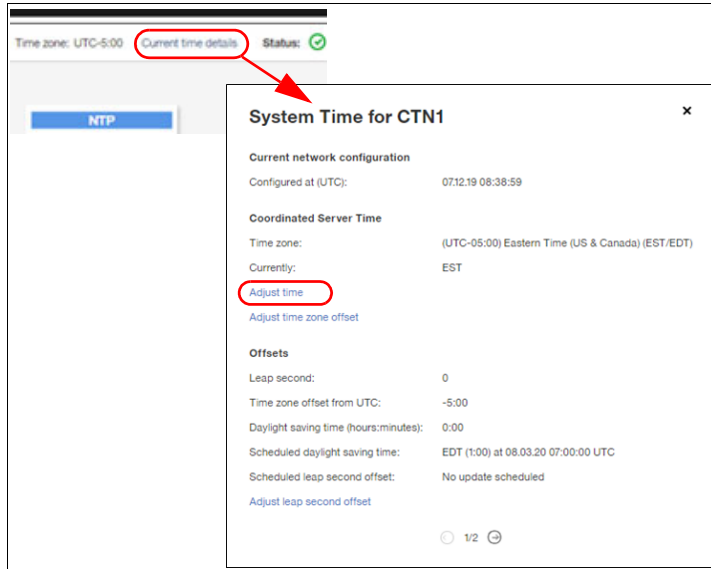 Time zone: UTC-5:00 Current time details Status:
NTP
System Time for CTN1
Current network configuration
Configured at (UTC): 07.12.19 08:38:59
Coordinated Server Time
Time zone: (UTC-05:00) Eastern Time (US & Canada) (EST/EDT)
Currently: EST
Adjust time
Adjust time zone offset
Offsets
Leap second: 0
Time zone offset from UTC: -5:00
Daylight saving time (hours:minutes): 0:00
Scheduled daylight saving time: EDT (1:00) at 08.03.20 07:00:00 UTC
Scheduled leap second offset: No update scheduled
Adjust leap second offset
1/2